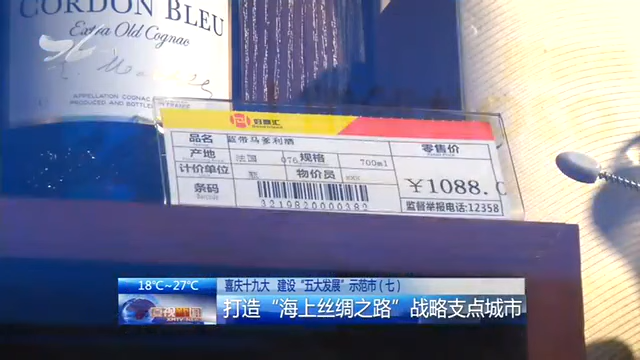 CORDON BLEU
Extra Old Cognac
APPELLATION COGNAC
PRODUCED AND BOTTLED
IN FRANCE
品名 蓝带马爹利酒
产地 法国 076 规格 700ml
计价单位 瓶 物价员
条码
3219820000382
零售价
￥1088.0
监督举报电话:12358
18℃~27℃
喜庆十九大 建设“五大发展”示范市（七）
打造“海上丝绸之路”战略支点城市